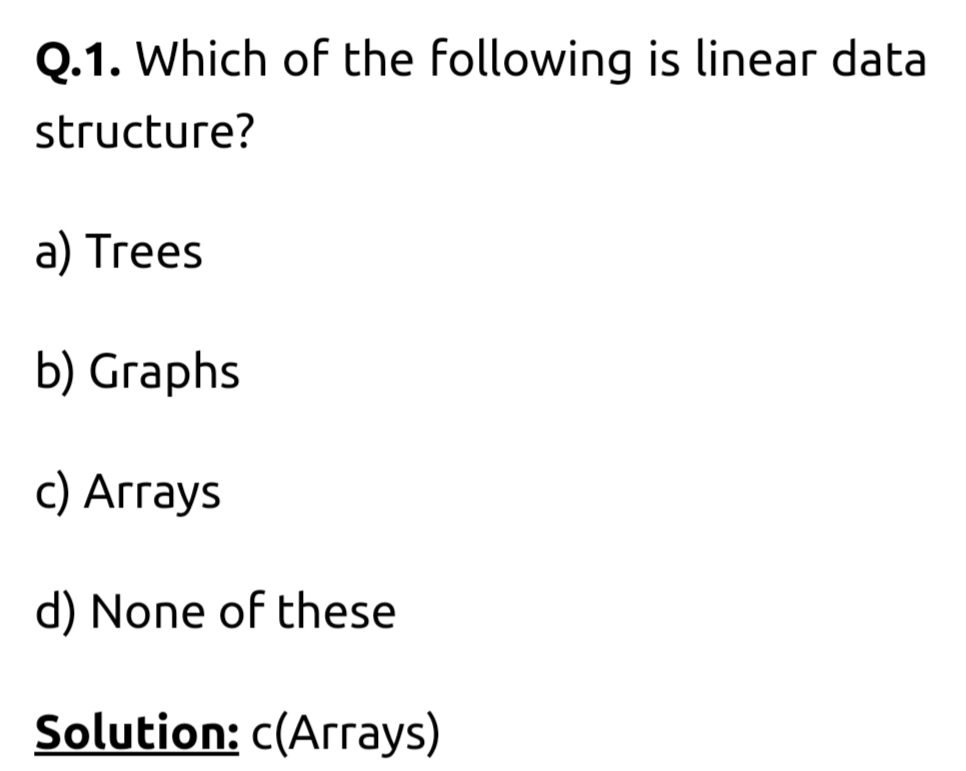 Q.1. Which of the following is linear data
structure?
a) Trees
b) Graphs
c) Arrays
d) None of these
Solution: c(Arrays)